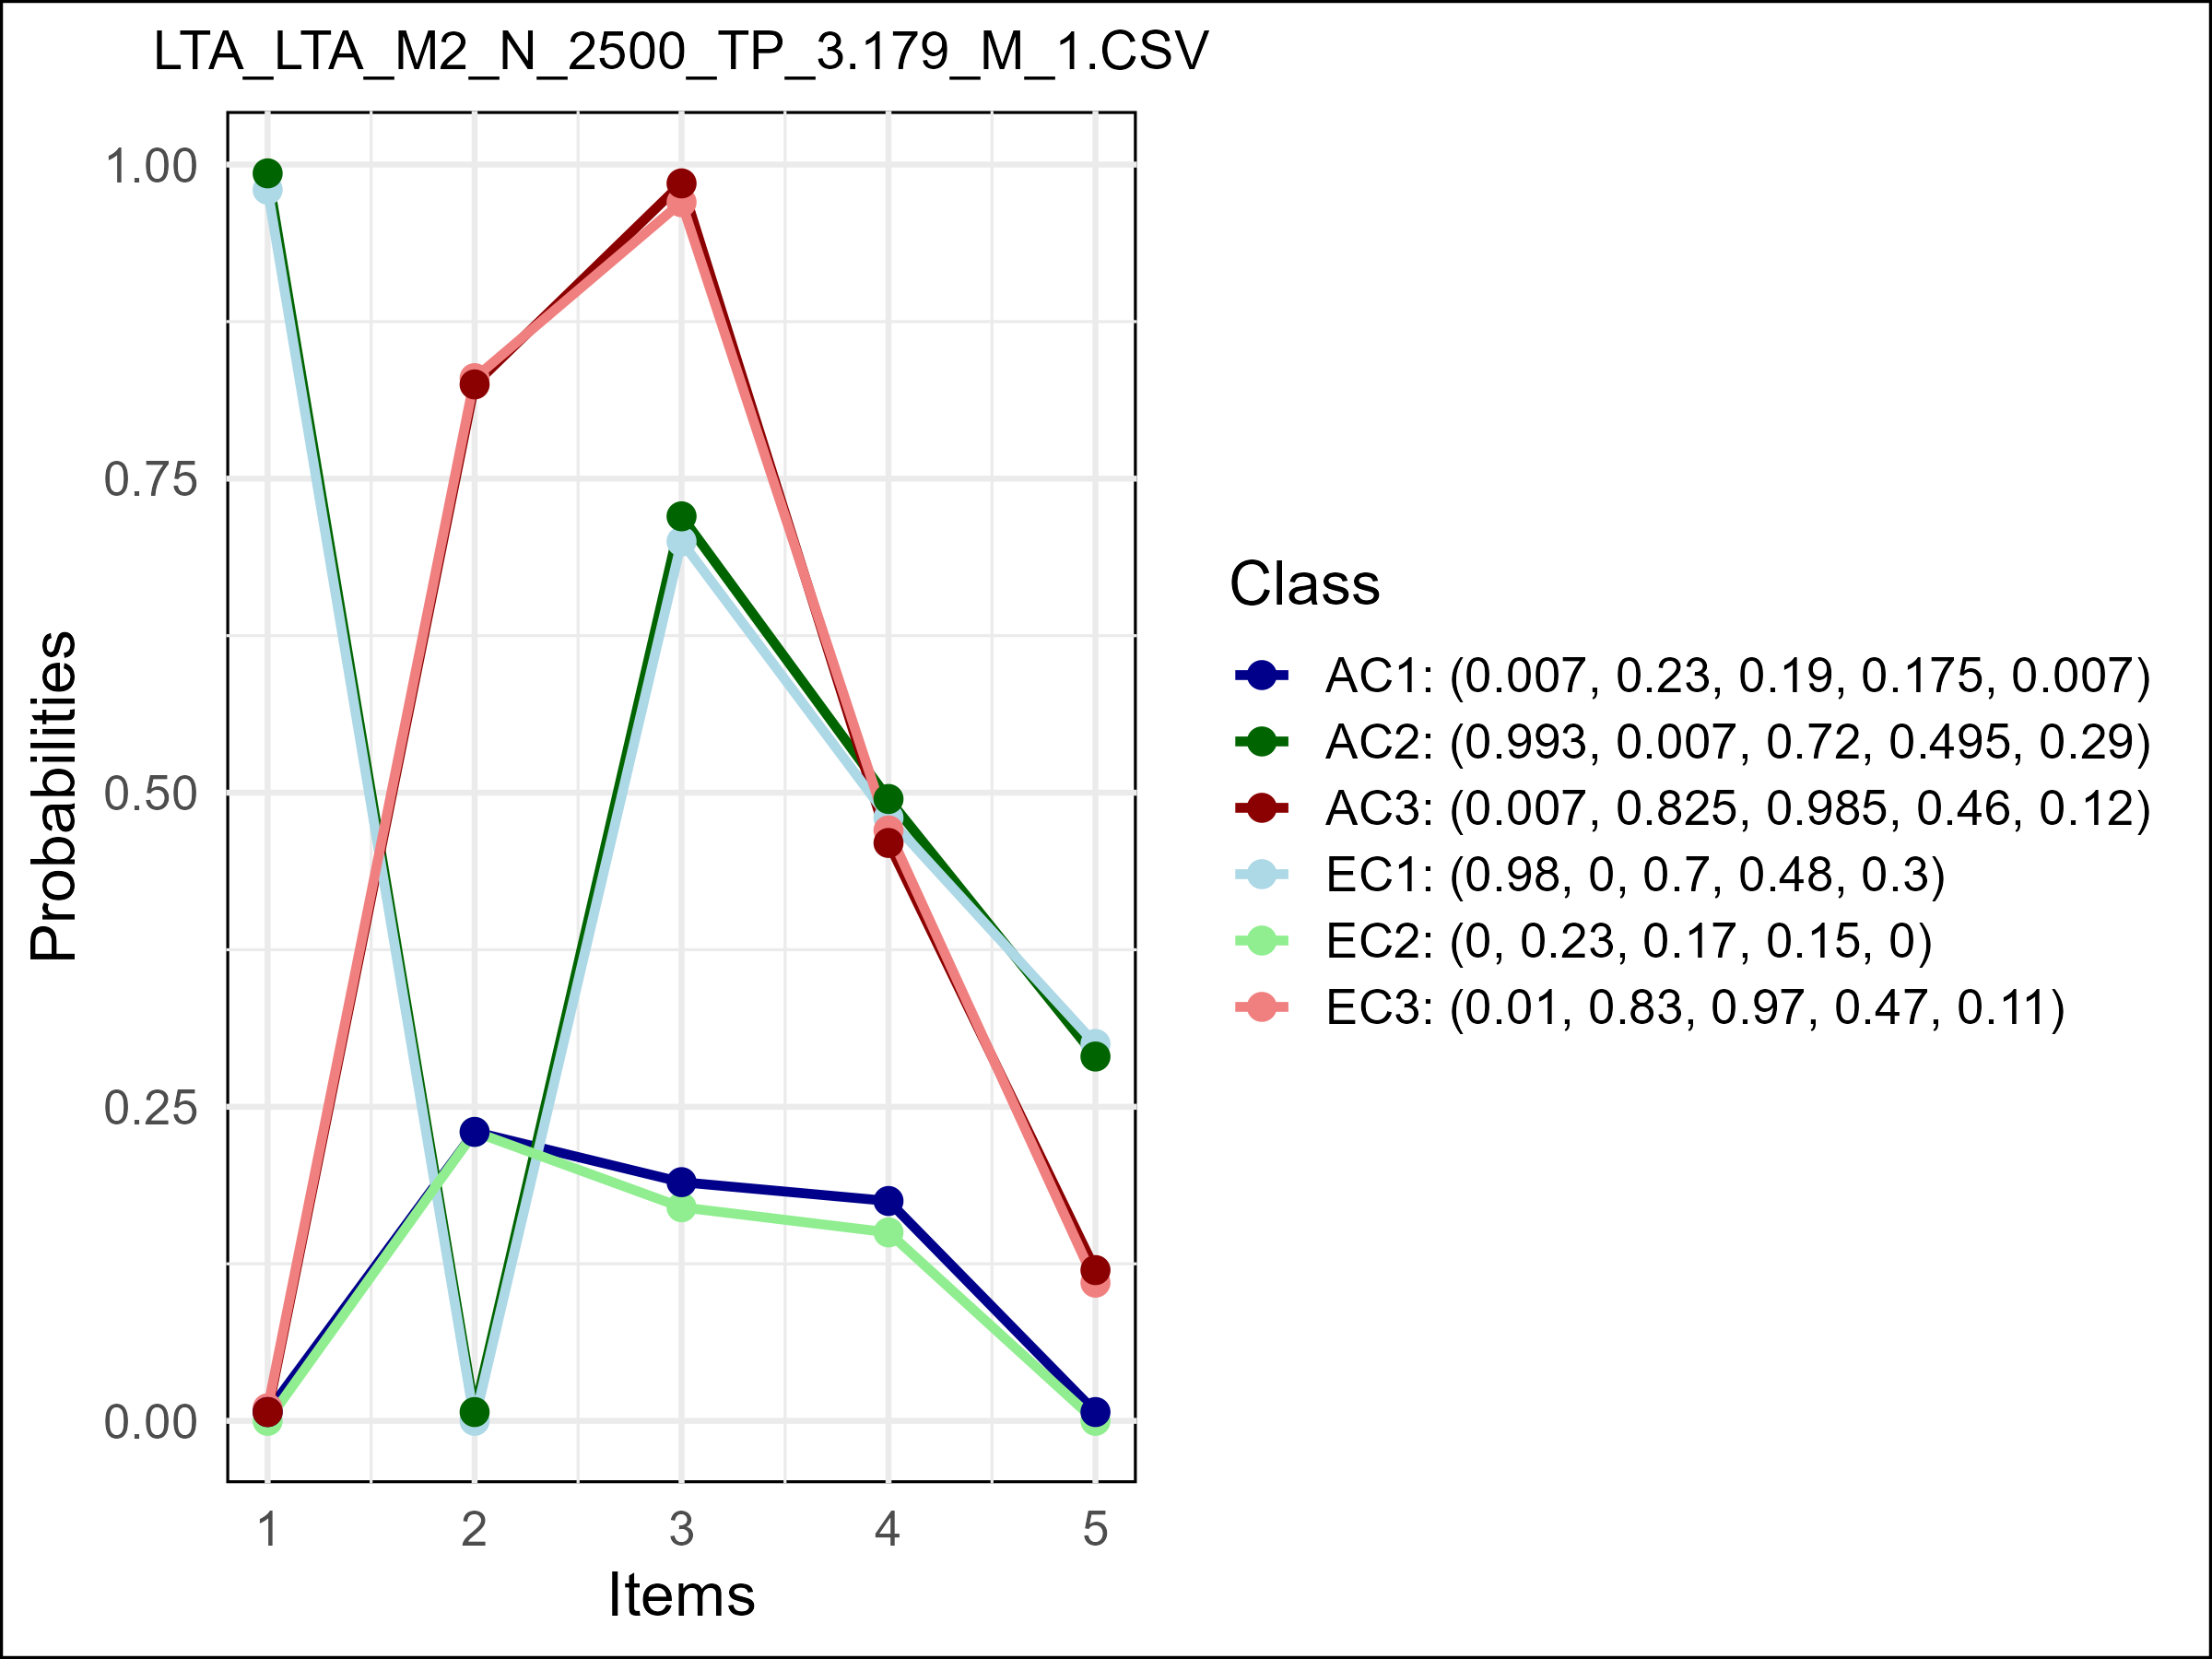 LTA_LTA_M2_N_2500_TP_3.179_M_1.CSV
1.00
0.75
0.50
0.25
0.00
Probabilities
1 2 3 4 5
Items
Class
AC1: (0.007, 0.23, 0.19, 0.175, 0.007)
AC2: (0.993, 0.007, 0.72, 0.495, 0.29)
AC3: (0.007, 0.825, 0.985, 0.46, 0.12)
EC1: (0.98, 0, 0.7, 0.48, 0.3)
EC2: (0, 0.23, 0.17, 0.15, 0)
EC3: (0.01, 0.83, 0.97, 0.47, 0.11)